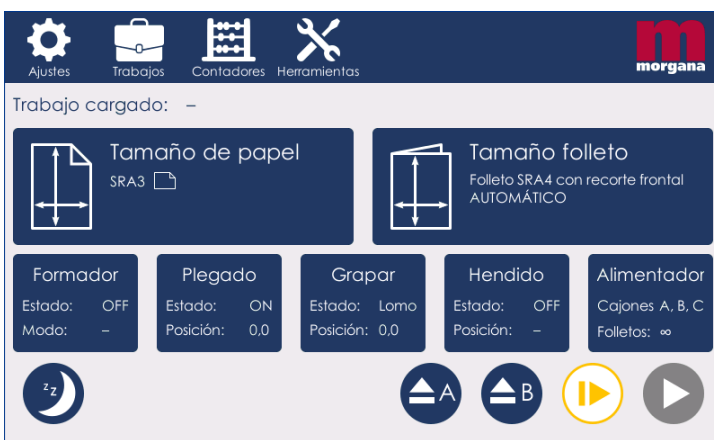 Ajustes
Trabajos
Contadores
Herramientas
m
morgana
Trabajo cargado: –
Tamaño de papel
SRA3
Tamaño folleto
Folleto SRA4 con recorte frontal
AUTOMÁTICO
Formador
Estado: OFF
Modo: –
Plegado
Estado: ON
Posición: 0,0
Grapar
Estado: Lomo
Posición: 0,0
Hendido
Estado: OFF
Posición: –
Alimentador
Cajones A, B, C
Folletos: ∞
z z
A
B